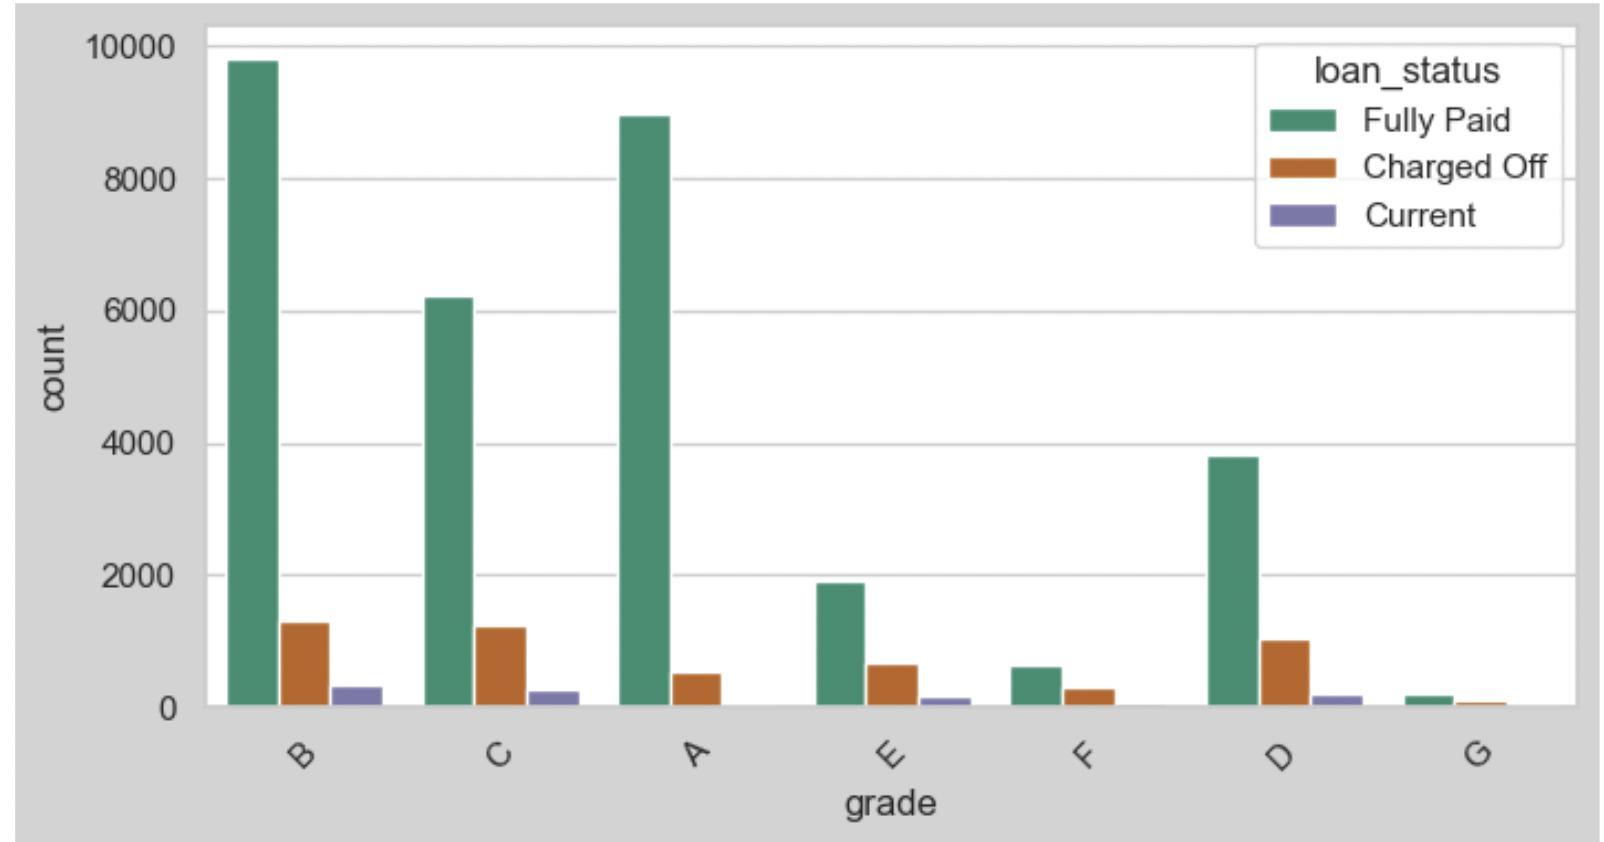 10000
8000
6000
4000
2000
0
count
loan_status
Fully Paid
Charged Off
Current
B
C
A
E
F
D
G
grade